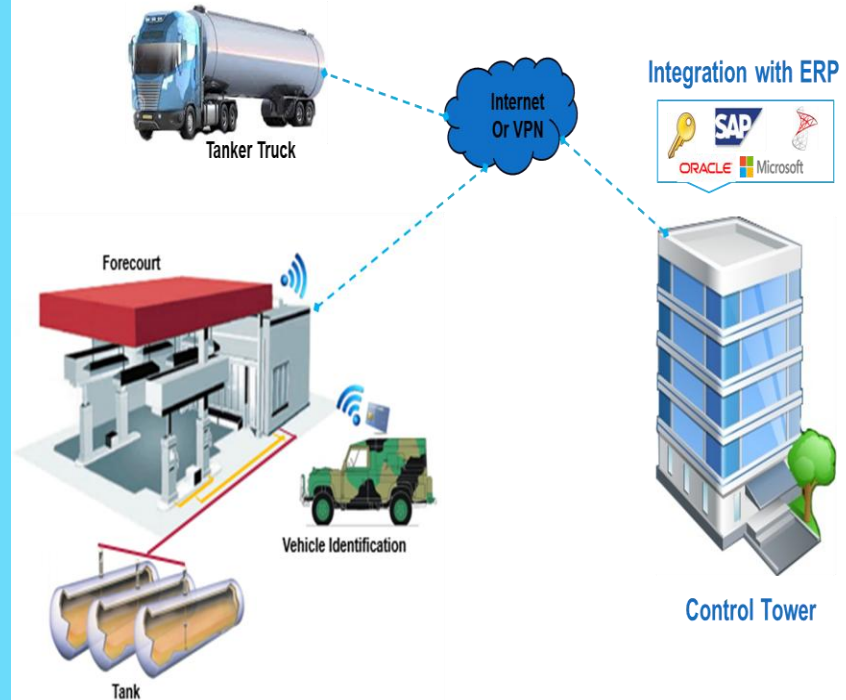 Tanker Truck
Internet
Or VPN
Integration with ERP
SAP
ORACLE Microsoft
Forecourt
Vehicle Identification
Tank
Control Tower